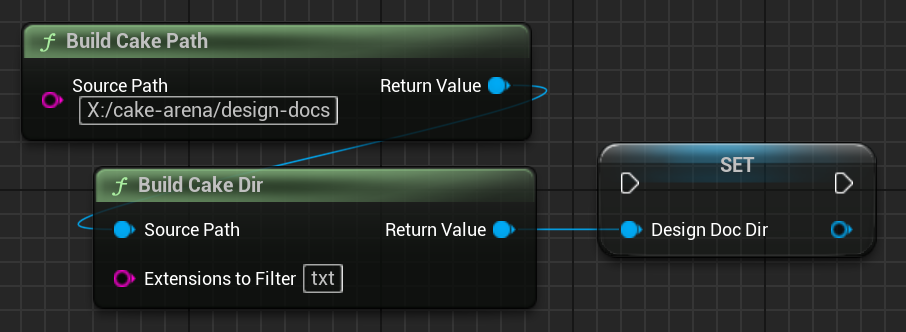 f Build Cake Path
Source Path
Return Value
X:/cake-arena/design-docs
f Build Cake Dir
Source Path
Return Value
Extensions to Filter txt
SET
Design Doc Dir